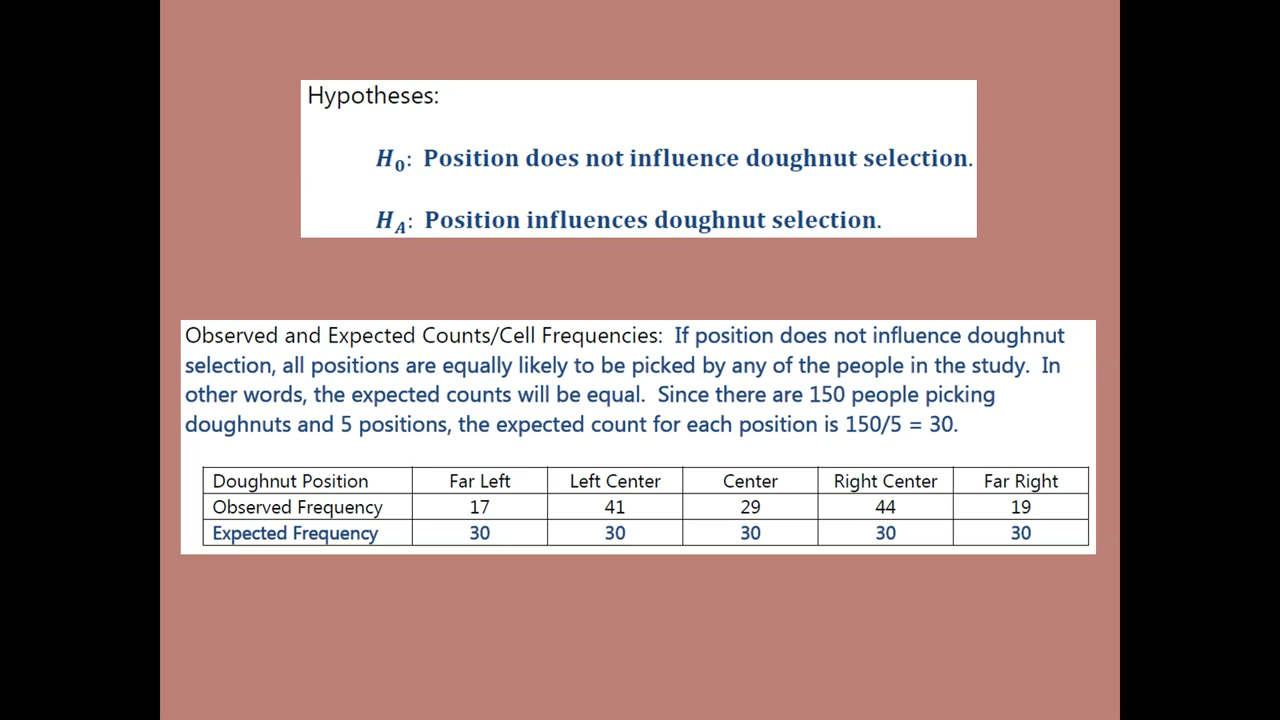 Hypotheses:
H₀: Position does not influence doughnut selection.
H_A: Position influences doughnut selection.
Observed and Expected Counts/Cell Frequencies: If position does not influence doughnut
selection, all positions are equally likely to be picked by any of the people in the study. In
other words, the expected counts will be equal. Since there are 150 people picking
doughnuts and 5 positions, the expected count for each position is 150/5 = 30.
Doughnut Position Far Left Left Center Center Right Center Far Right
Observed Frequency 17 41 29 44 19
Expected Frequency 30 30 30 30 30